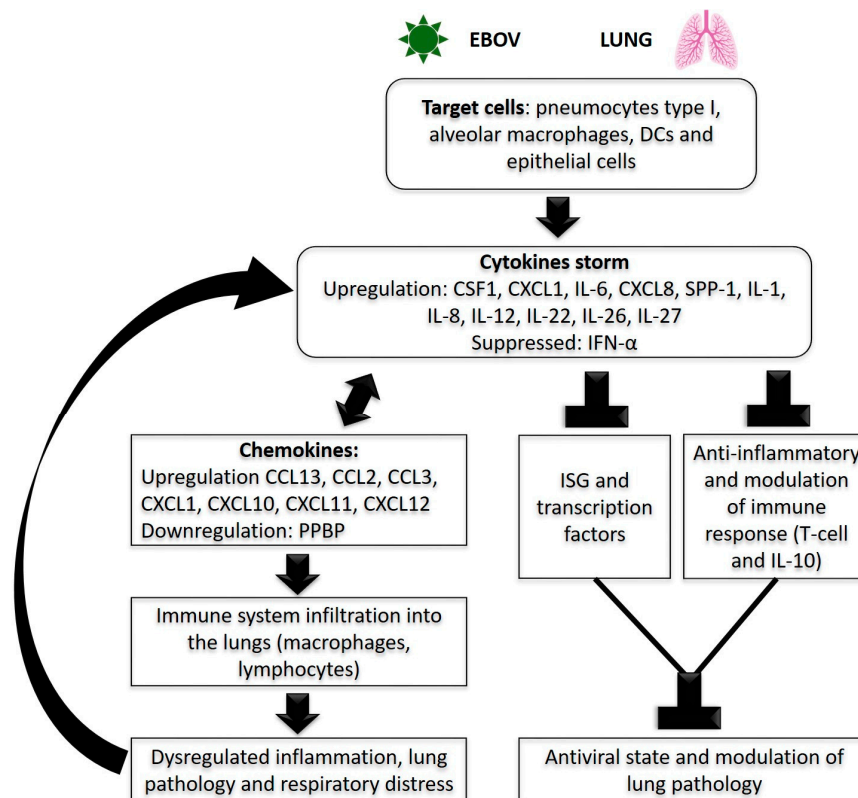 EBOV LUNG
Target cells: pneumocytes type I,
alveolar macrophages, DCs and
epithelial cells
Cytokines storm
Upregulation: CSF1, CXCL1, IL-6, CXCL8, SPP-1, IL-1,
IL-8, IL-12, IL-22, IL-26, IL-27
Suppressed: IFN-α
Chemokines:
Upregulation CCL13, CCL2, CCL3,
CXCL1, CXCL10, CXCL11, CXCL12
Downregulation: PPBP
ISG and
transcription
factors
Anti-inflammatory
and modulation
of immune
response (T-cell
and IL-10)
Immune system infiltration into
the lungs (macrophages,
lymphocytes)
Dysregulated inflammation, lung
pathology and respiratory distress
Antiviral state and modulation of
lung pathology